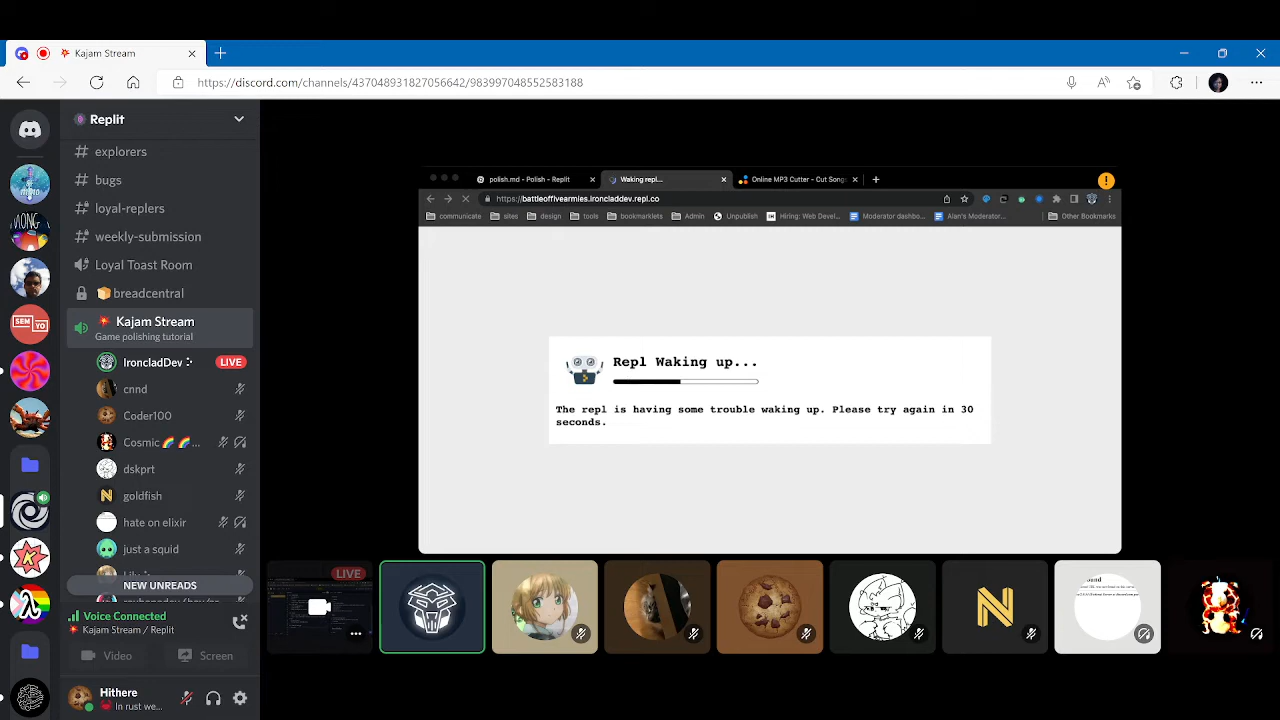 Kajam Stream
https://discord.com/channels/437048931827056642/983997048552583188
Replit
explorers
bugs
loyal-replers
weekly-submission
Loyal Toast Room
breadcentral
Kajam Stream
Game polishing tutorial
IroncladDev
LIVE
cnnd
Coder100
Cosmic
dskprt
goldfish
hate on elixir
just a squid
NEW UNREADS
Voice Connected
Kajam Stream / Replit
Video
Screen
Hithere
In rust we...
AONG
SEM
YO
polish.md - Polish - Replit
Waking repl...
Online MP3 Cutter - Cut Song
https://battleoffivearmies.ironcladdev.repl.co
communicate
sites
design
tools
bookmarklets
Admin
Unpublish
Hiring: Web Devel...
Moderator dashbo...
Alan's Moderator...
Other Bookmarks
Repl Waking up...
The repl is having some trouble waking up. Please try again in 30
seconds.
LIVE
N